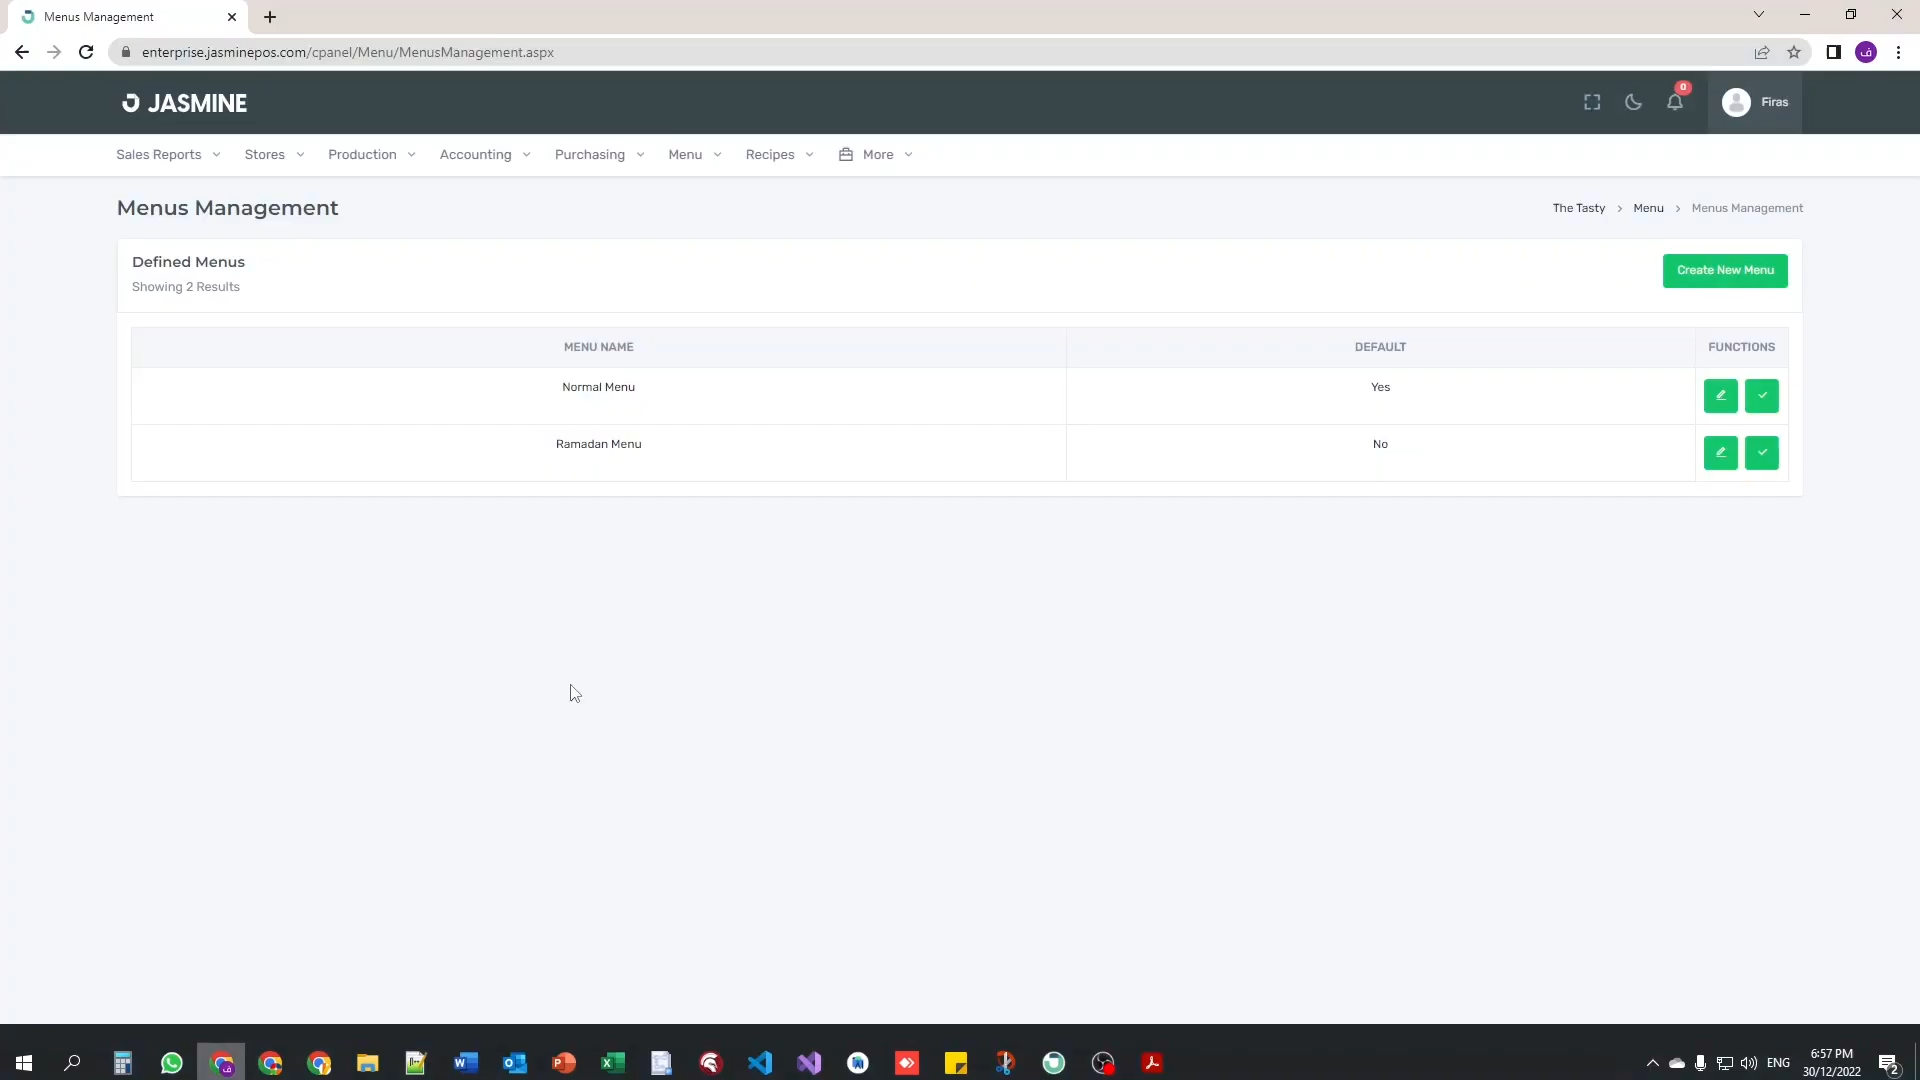 Menus Management
enterprise.jasminepos.com/cpanel/Menu/MenusManagement.aspx
ف
JASMINE
0
Firas
Sales Reports Stores Production Accounting Purchasing Menu Recipes More
Menus Management
The Tasty > Menu > Menus Management
Defined Menus
Showing 2 Results
Create New Menu
MENU NAME DEFAULT FUNCTIONS
Normal Menu Yes
Ramadan Menu No
ENG
6:57 PM
30/12/2022
2